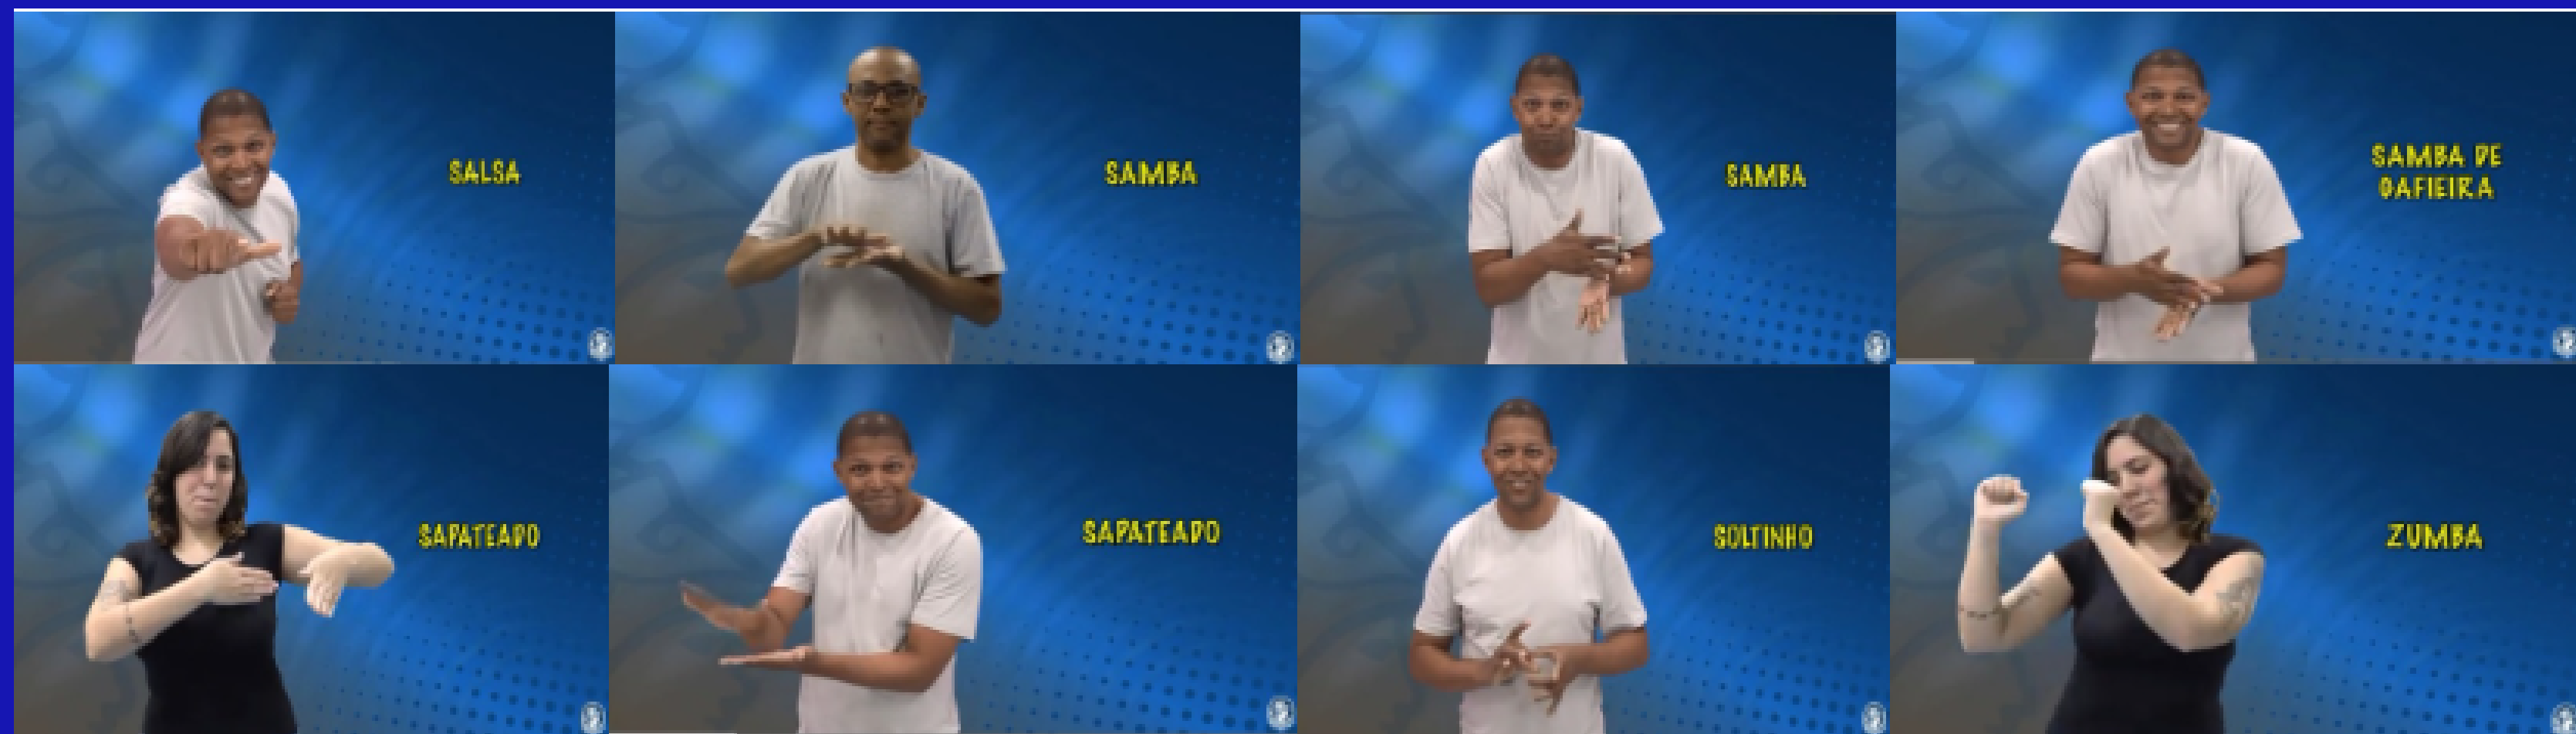 SALSA
SAMBA
SAMBA
SAMBA DE
GAFIEIRA
SAPATEADO
SAPATEADO
SOLTINHO
ZUMBA